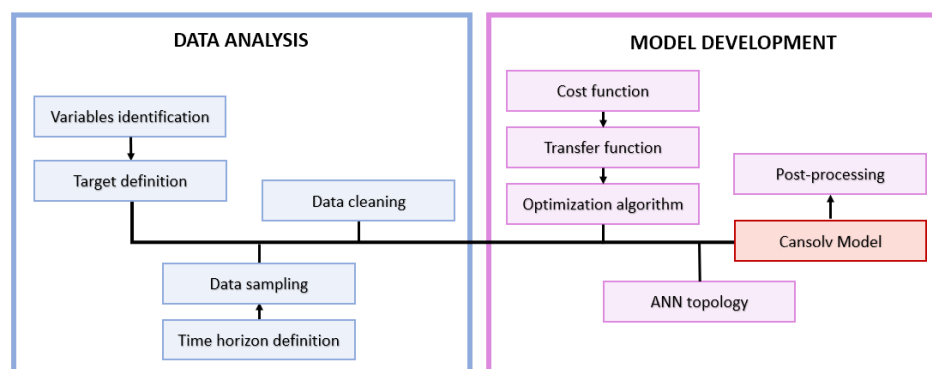 DATA ANALYSIS
Variables identification
Target definition
Data cleaning
Data sampling
Time horizon definition
MODEL DEVELOPMENT
Cost function
Transfer function
Optimization algorithm
Post-processing
Cansolv Model
ANN topology